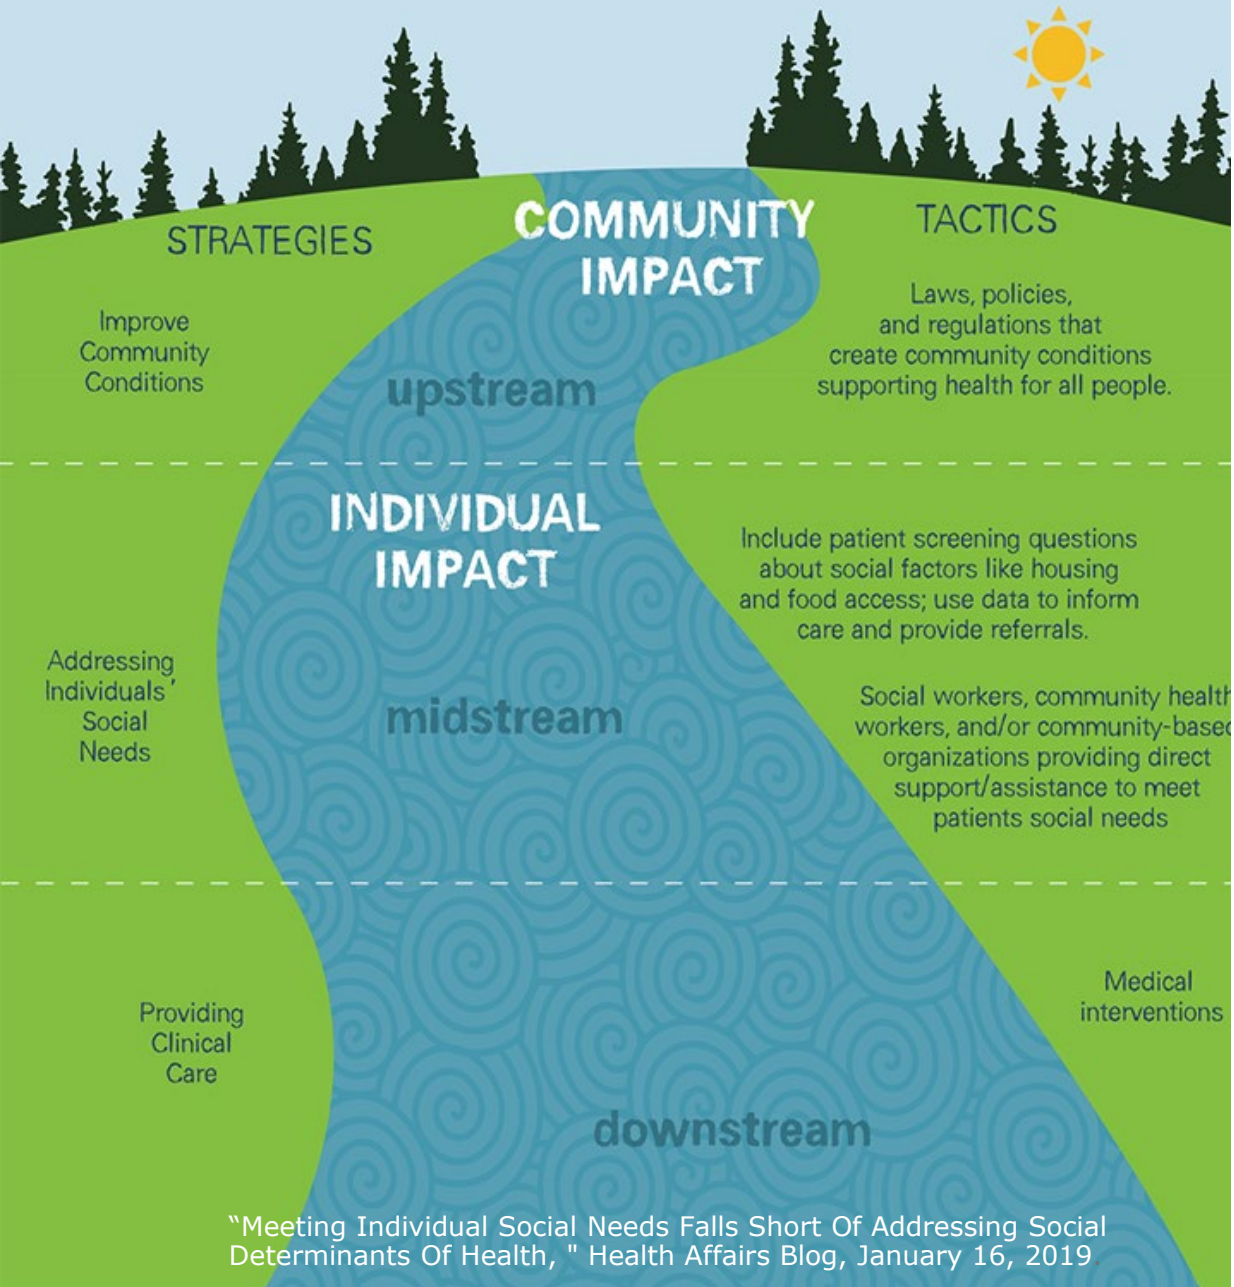 STRATEGIES
COMMUNITY
IMPACT
TACTICS
Improve
Community
Conditions
upstream
Laws, policies,
and regulations that
create community conditions
supporting health for all people.
INDIVIDUAL
IMPACT
Addressing
Individuals'
Social
Needs
midstream
Include patient screening questions
about social factors like housing
and food access; use data to inform
care and provide referrals.
Social workers, community health
workers, and/or community-based
organizations providing direct
support/assistance to meet
patients social needs
Providing
Clinical
Care
downstream
Medical
interventions
“Meeting Individual Social Needs Falls Short Of Addressing Social
Determinants Of Health, " Health Affairs Blog, January 16, 2019.